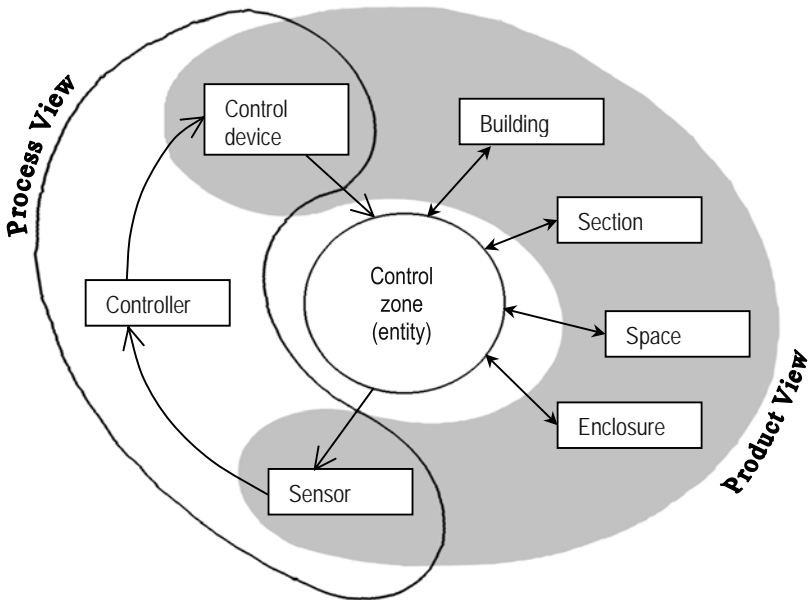 Process View
Control
device
Building
Section
Control
zone
(entity)
Controller
Space
Enclosure
Sensor
Product View